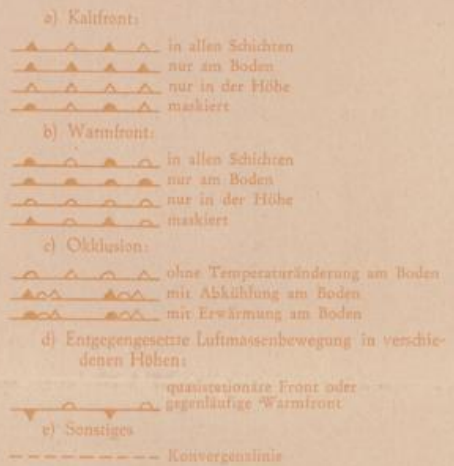 a) Kaltfront:
in allen Schichten
nur am Boden
nur in der Höhe
maskiert
b) Warmfront:
in allen Schichten
nur am Boden
nur in der Höhe
maskiert
c) Okklusion:
ohne Temperaturänderung am Boden
mit Abkühlung am Boden
mit Erwärmung am Boden
d) Entgegengesetzte Luftmassenbewegung in verschie-
denen Höhen:
quasistationäre Front oder
gegenläufige Warmfront
e) Sonstiges
Konvergenzlinie